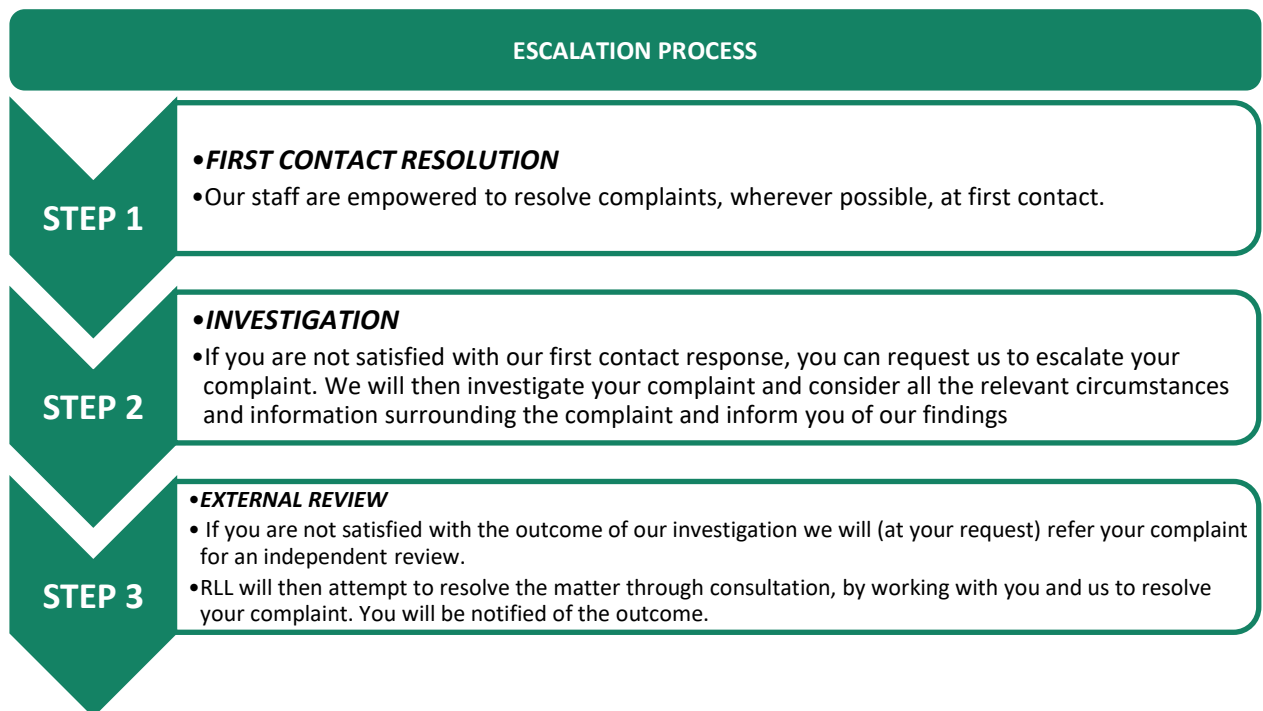 ESCALATION PROCESS
STEP 1
•FIRST CONTACT RESOLUTION
•Our staff are empowered to resolve complaints, wherever possible, at first contact.
STEP 2
•INVESTIGATION
•If you are not satisfied with our first contact response, you can request us to escalate your
complaint. We will then investigate your complaint and consider all the relevant circumstances
and information surrounding the complaint and inform you of our findings
STEP 3
•EXTERNAL REVIEW
• If you are not satisfied with the outcome of our investigation we will (at your request) refer your complaint
for an independent review.
•RLL will then attempt to resolve the matter through consultation, by working with you and us to resolve
your complaint. You will be notified of the outcome.